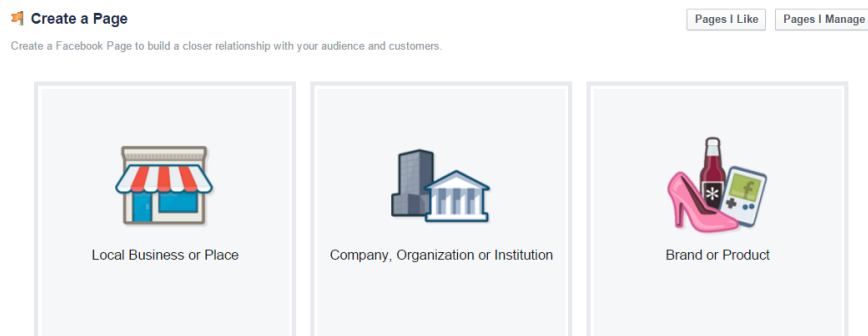 Create a Page
Pages I Like
Pages I Manage
Create a Facebook Page to build a closer relationship with your audience and customers.
Local Business or Place
Company, Organization or Institution
Brand or Product